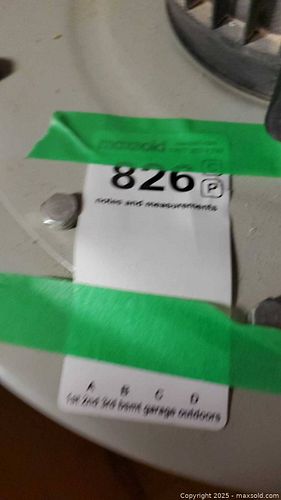 maxsold
826
P
notes and measurements
A B C D
1st 2nd 3rd bsmt garage outdoors
Copyright © 2025 - maxsold.com